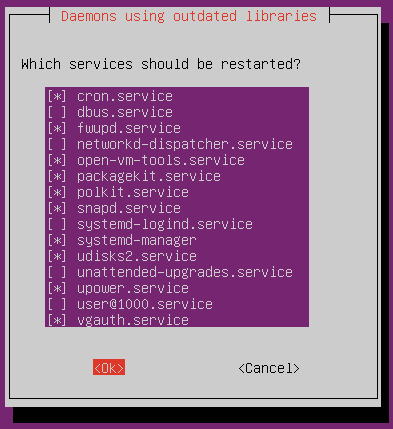 Daemons using outdated libraries
Which services should be restarted?
[*] cron.service
[ ] dbus.service
[*] fwupd.service
[ ] networkd-dispatcher.service
[*] open-vm-tools.service
[*] packagekit.service
[*] polkit.service
[*] snapd.service
[ ] systemd-logind.service
[*] systemd-manager
[*] udisks2.service
[ ] unattended-upgrades.service
[*] upower.service
[ ] user@1000.service
[*] vgauth.service
<Ok> <Cancel>